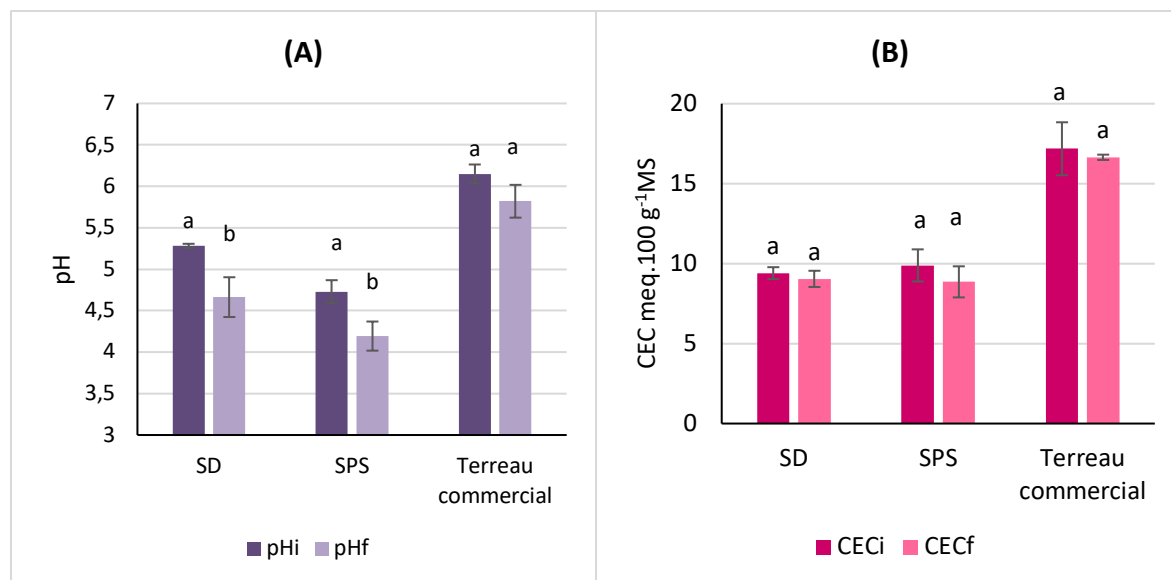 (A)
7
6,5
6
5,5
5
4,5
4
3,5
3
pH
a
b
a
b
a
a
SD
SPS
Terreau
commercial
pHi
pHf
(B)
20
15
10
5
0
CEC meq.100 g⁻¹MS
a
a
a
a
a
a
SD
SPS
Terreau
commercial
CECi
CECf